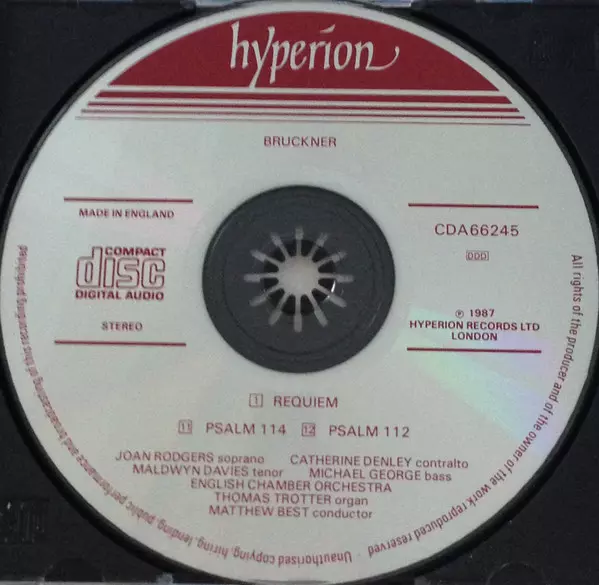 hyperion
BRUCKNER
MADE IN ENGLAND
CDA66245
COMPACT
disc
DIGITAL AUDIO
DDD
STEREO
℗ 1987
HYPERION RECORDS LTD
LONDON
1 REQUIEM
11 PSALM 114 12 PSALM 112
JOAN RODGERS soprano CATHERINE DENLEY contralto
MALDWYN DAVIES tenor MICHAEL GEORGE bass
ENGLISH CHAMBER ORCHESTRA
THOMAS TROTTER organ
MATTHEW BEST conductor
All rights of the producer and of the owner of the work reproduced reserved · Unauthorised copying, hiring, lending, public performance and broadcasting of this recording prohibited